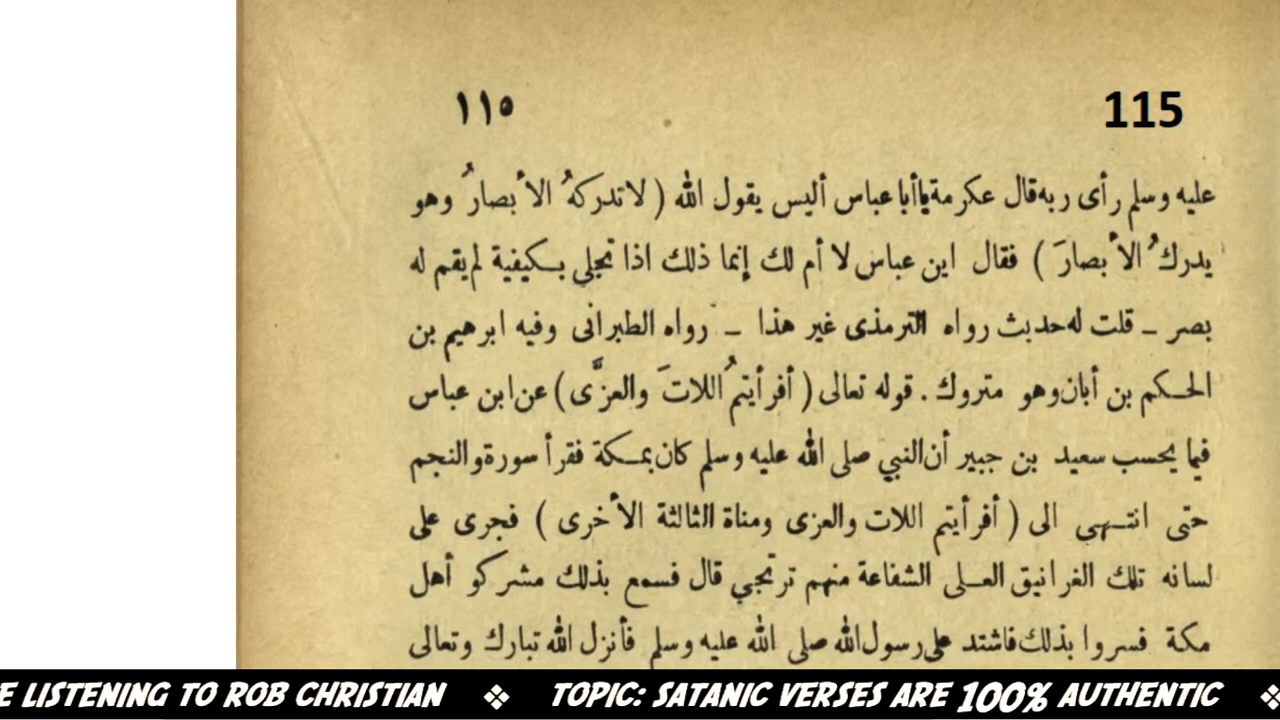 ١١٥
115
عليه وسلم رأى ربه قال عكرمة يا أبا عباس أليس يقول الله ( لا تدركهُ الأبصارُ وهو
يدركُ الأبصارَ ) فقال ابن عباس لا أم لك إنما ذلك اذا تجلى بكيفية لم يقم له
بصر ــ قلت له حديث رواه الترمذى غير هذا ــ رواه الطبرانى وفيه ابرهيم بن
الحكم بن أبان وهو متروك . قوله تعالى ( أفرأيتمُ اللاتَ والعزَّى ) عن ابن عباس
فيما يحسب سعيد بن جبير أن النبي صلى الله عليه وسلم كان بمكة فقرأ سورة والنجم
حتى انتهى الى ( أفرأيتم اللات والعزى ومناة الثالثة الأخرى ) فجرى على
لسانه تلك الغرانيق العلى الشفاعة منهم ترتجي قال فسمع بذلك مشركو أهل
مكة فسروا بذلك فاشتد على رسول الله صلى الله عليه وسلم فأنزل الله تبارك وتعالى
E LISTENING TO ROB CHRISTIAN ❖ TOPIC: SATANIC VERSES ARE 100% AUTHENTIC ❖